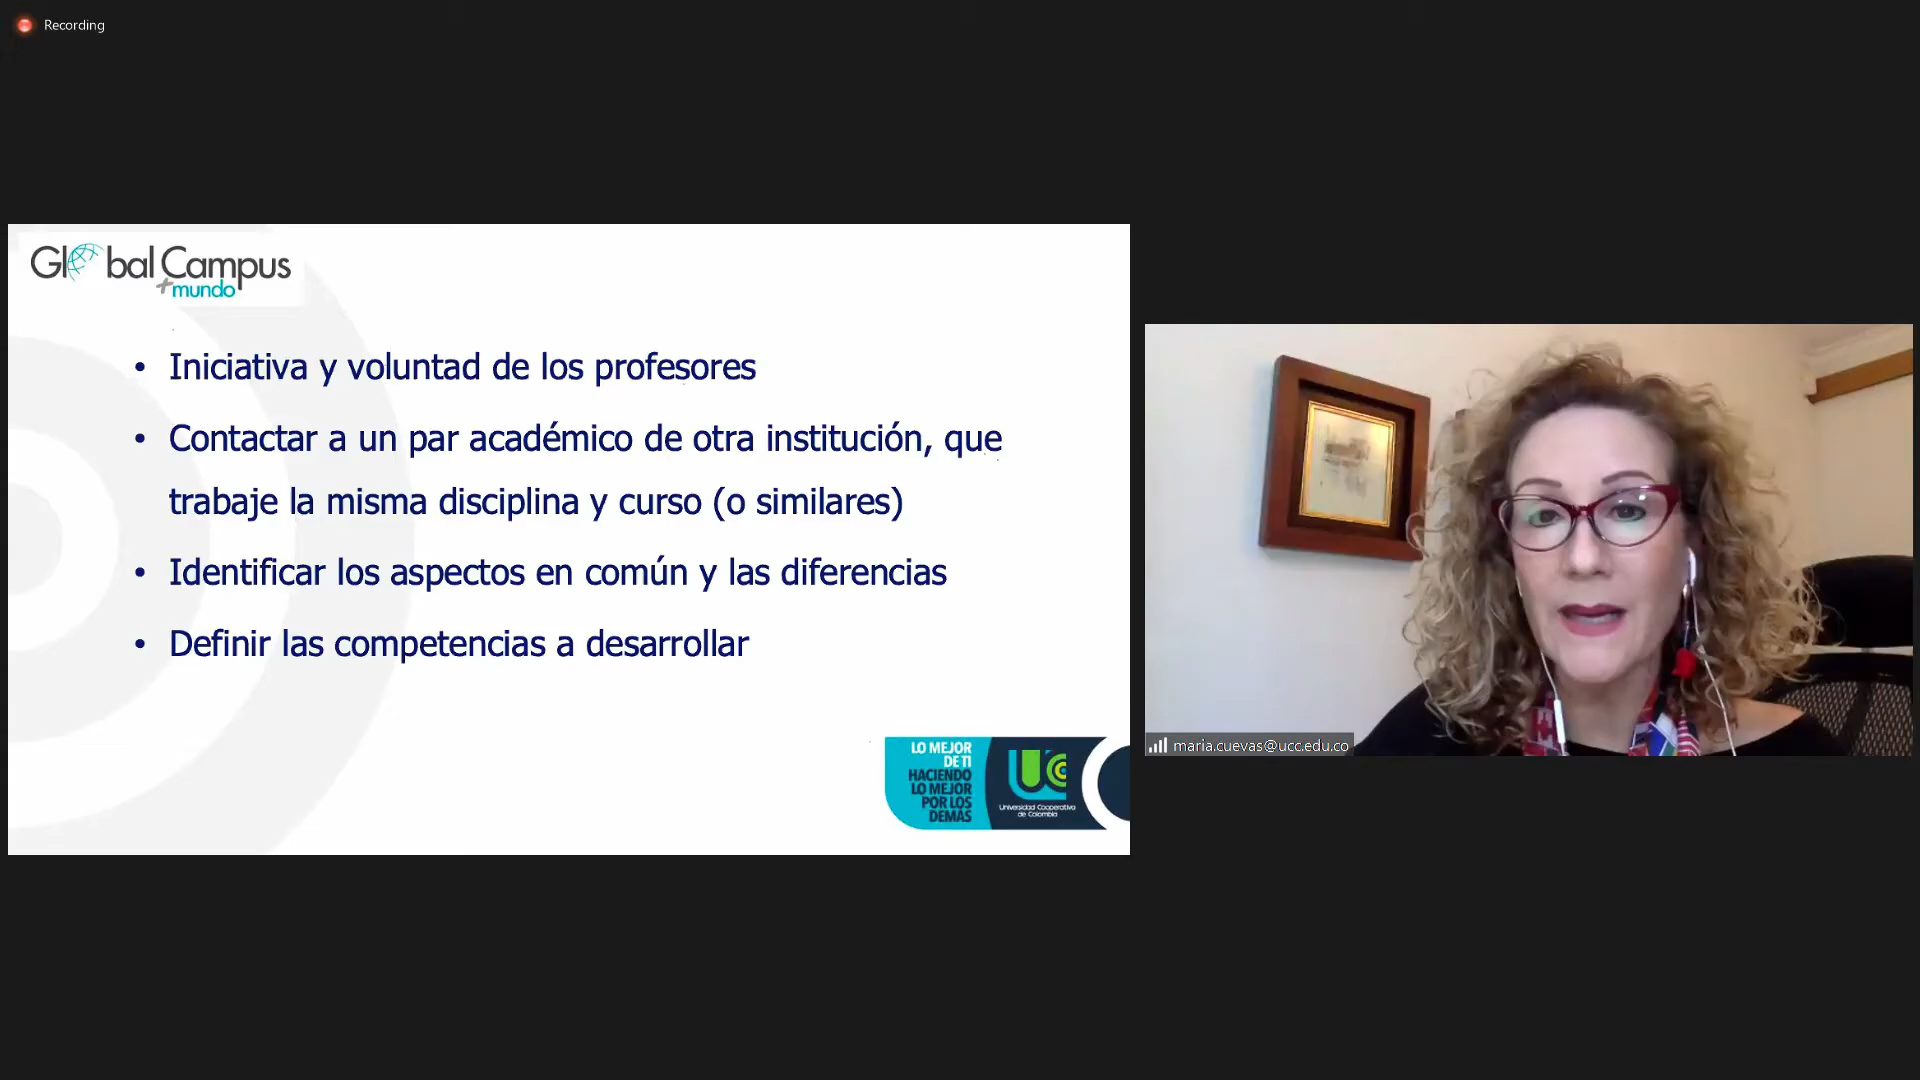 Recording
Global Campus
+mundo
• Iniciativa y voluntad de los profesores
• Contactar a un par académico de otra institución, que
trabaje la misma disciplina y curso (o similares)
• Identificar los aspectos en común y las diferencias
• Definir las competencias a desarrollar
LO MEJOR
DE TI
HACIENDO
LO MEJOR
POR LOS
DEMÁS
UCC
Universidad Cooperativa
de Colombia
maria.cuevas@ucc.edu.co